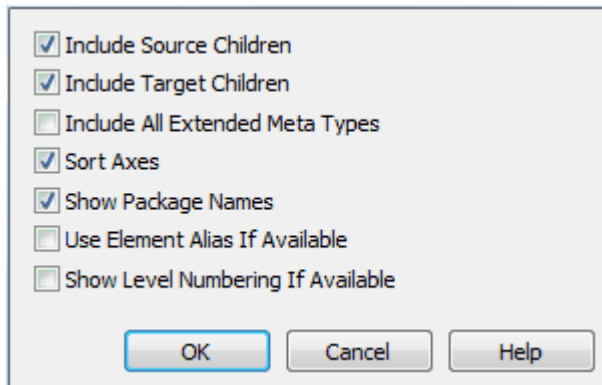 Include Source Children
Include Target Children
Include All Extended Meta Types
Sort Axes
Show Package Names
Use Element Alias If Available
Show Level Numbering If Available
OK Cancel Help